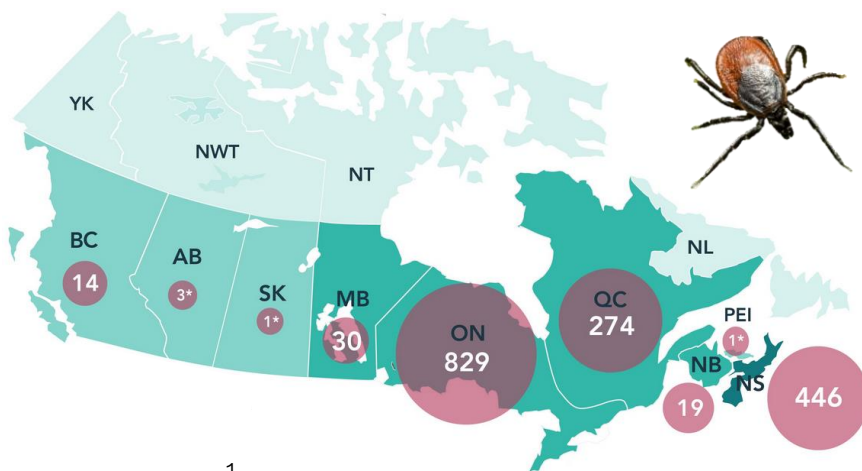 YK
NWT
NT
BC
14
AB
3*
SK
1*
MB
30
ON
829
QC
274
NL
PEI
1*
NB
19
NS
446
1